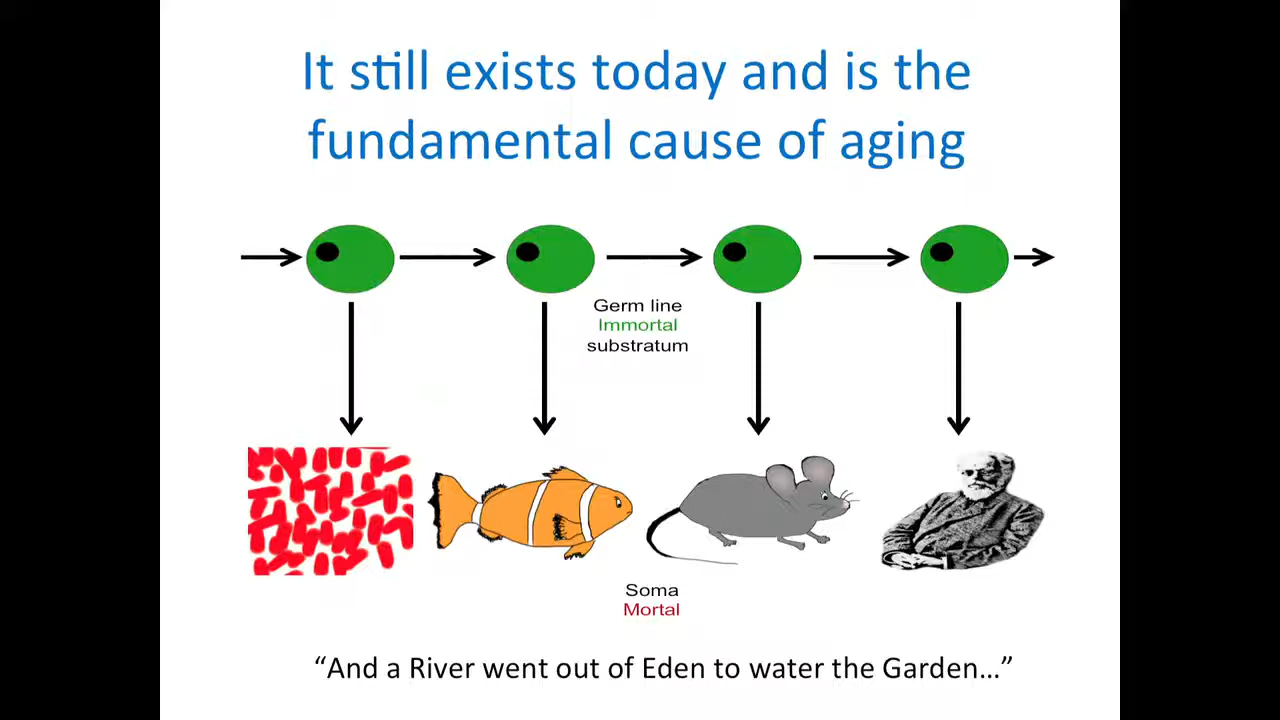 It still exists today and is the
fundamental cause of aging
Germ line
Immortal
substratum
Soma
Mortal
“And a River went out of Eden to water the Garden…”